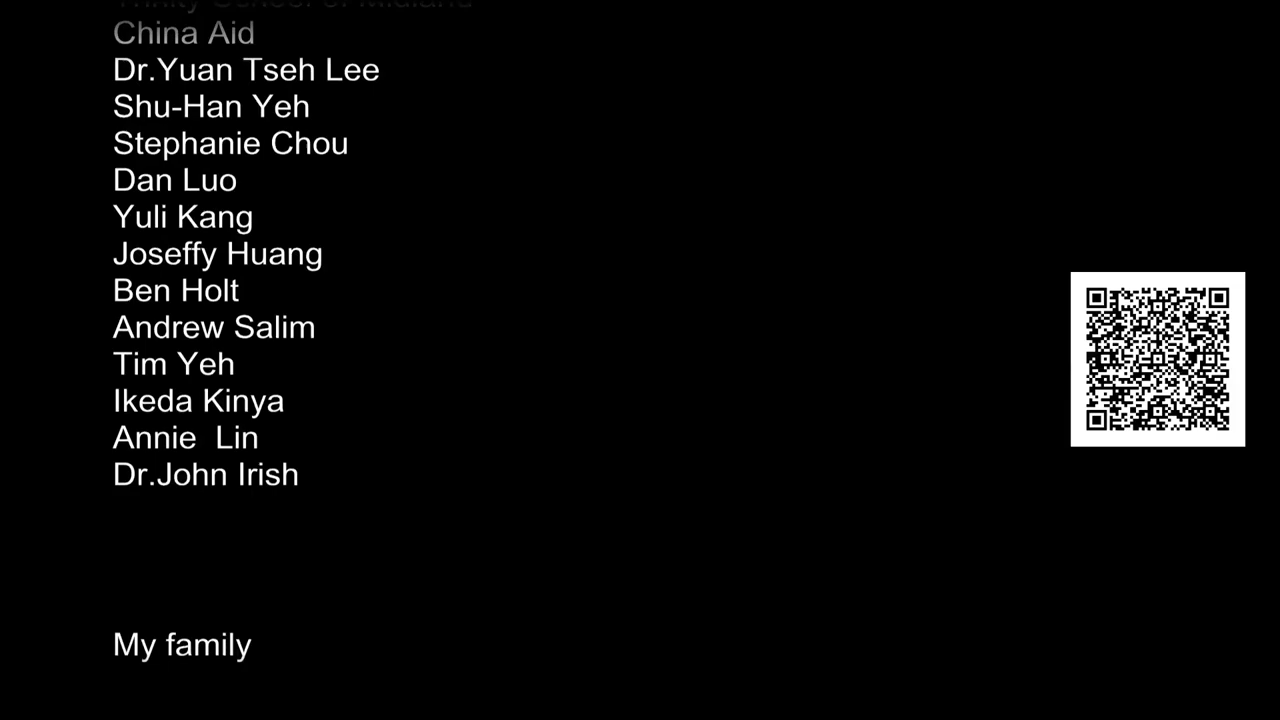 China Aid
Dr.Yuan Tseh Lee
Shu-Han Yeh
Stephanie Chou
Dan Luo
Yuli Kang
Joseffy Huang
Ben Holt
Andrew Salim
Tim Yeh
Ikeda Kinya
Annie  Lin
Dr.John Irish
My family